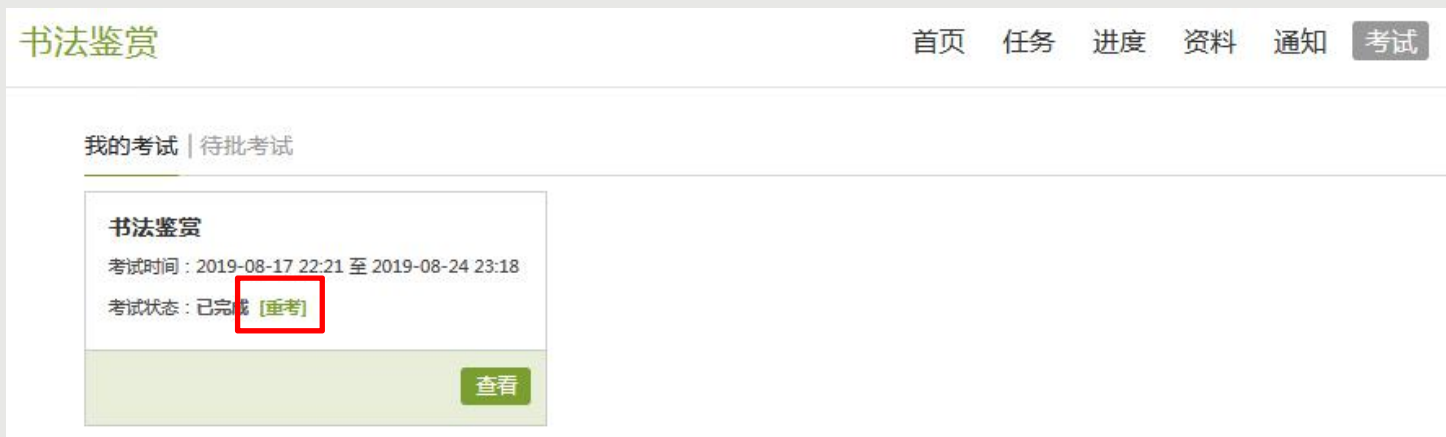 书法鉴赏
首页 任务 进度 资料 通知 考试
我的考试 | 待批考试
书法鉴赏
考试时间：2019-08-17 22:21 至 2019-08-24 23:18
考试状态：已完成 [重考]
查看